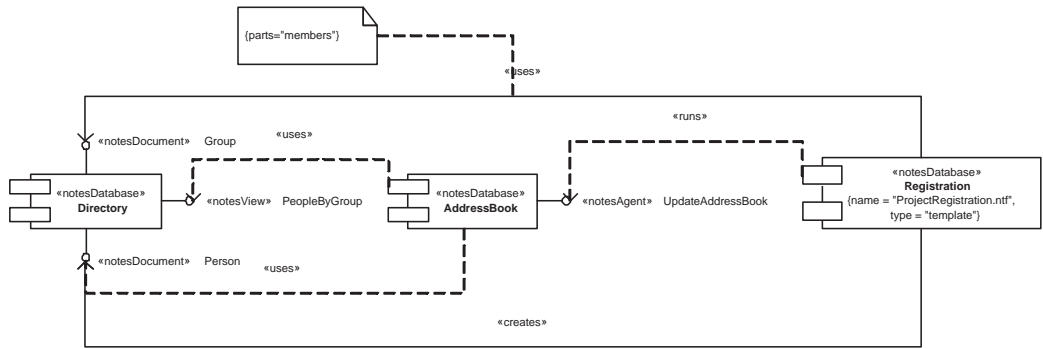 {parts="members"}
«uses»
«notesDocument» Group
«uses»
«runs»
«notesDatabase»
Directory
«notesView» PeopleByGroup
«notesDatabase»
AddressBook
«notesAgent» UpdateAddressBook
«notesDatabase»
Registration
{name = "ProjectRegistration.ntf",
type = "template"}
«notesDocument» Person
«uses»
«creates»